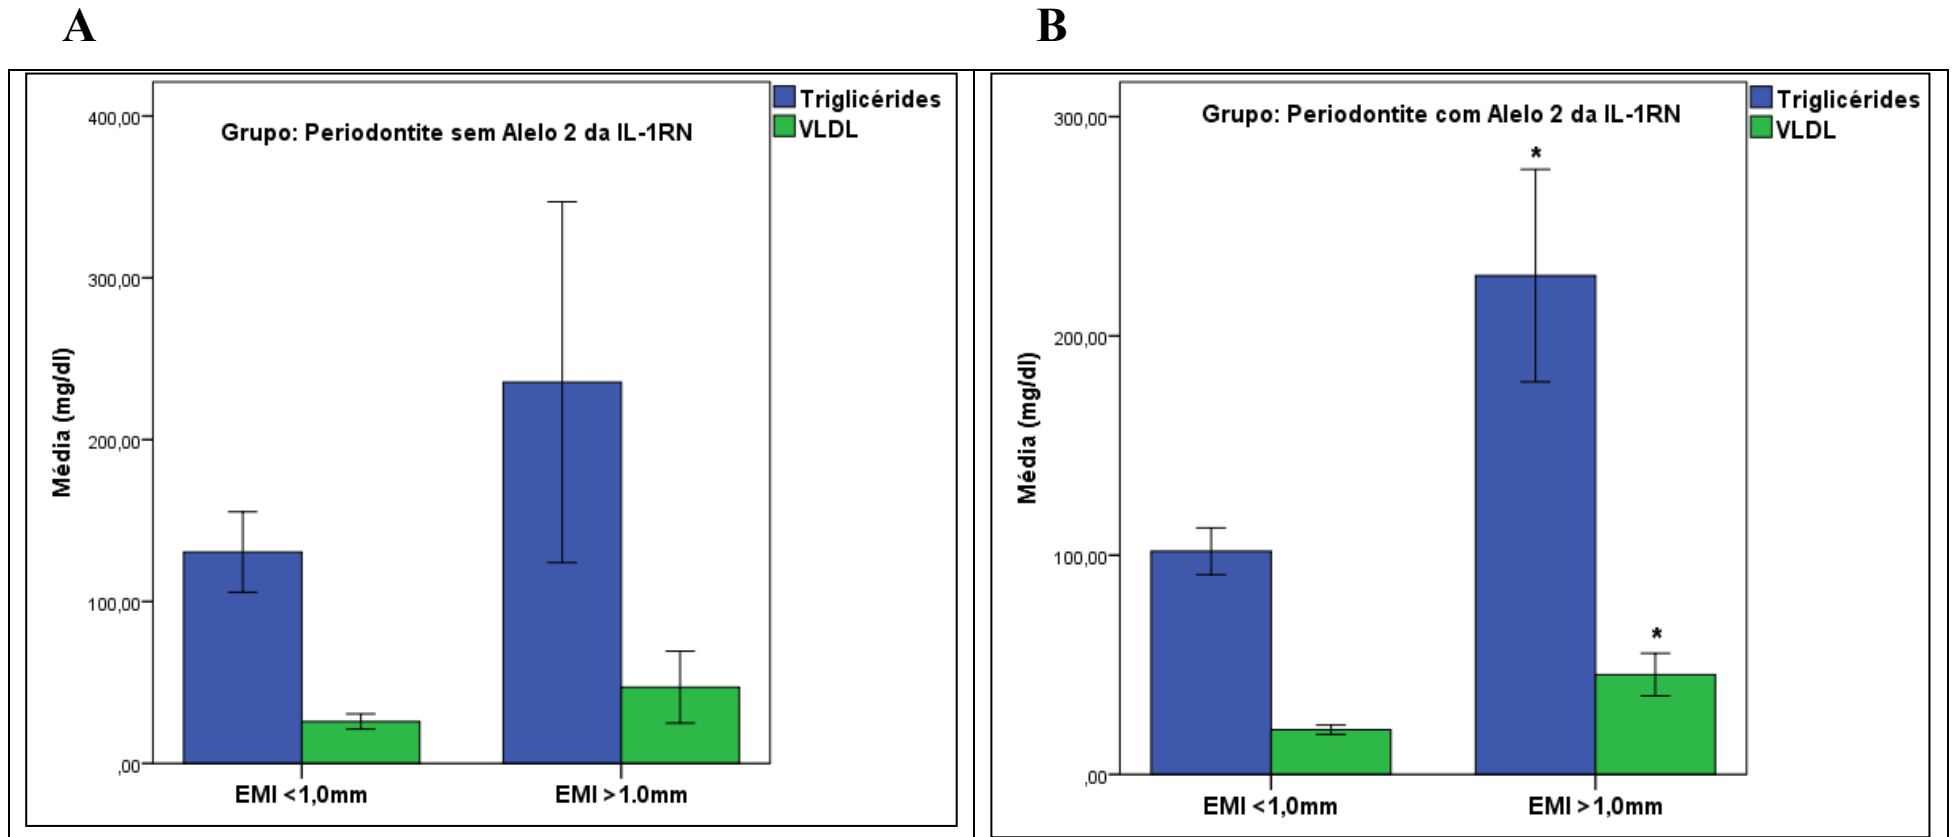 A
Grupo: Periodontite sem Alelo 2 da IL-1RN
Triglicérides
VLDL
Média (mg/dl)
400,00
300,00
200,00
100,00
,00
EMI <1,0mm
EMI >1.0mm
B
Grupo: Periodontite com Alelo 2 da IL-1RN
Triglicérides
VLDL
Média (mg/dl)
300,00
200,00
100,00
,00
*
*
EMI <1,0mm
EMI >1,0mm